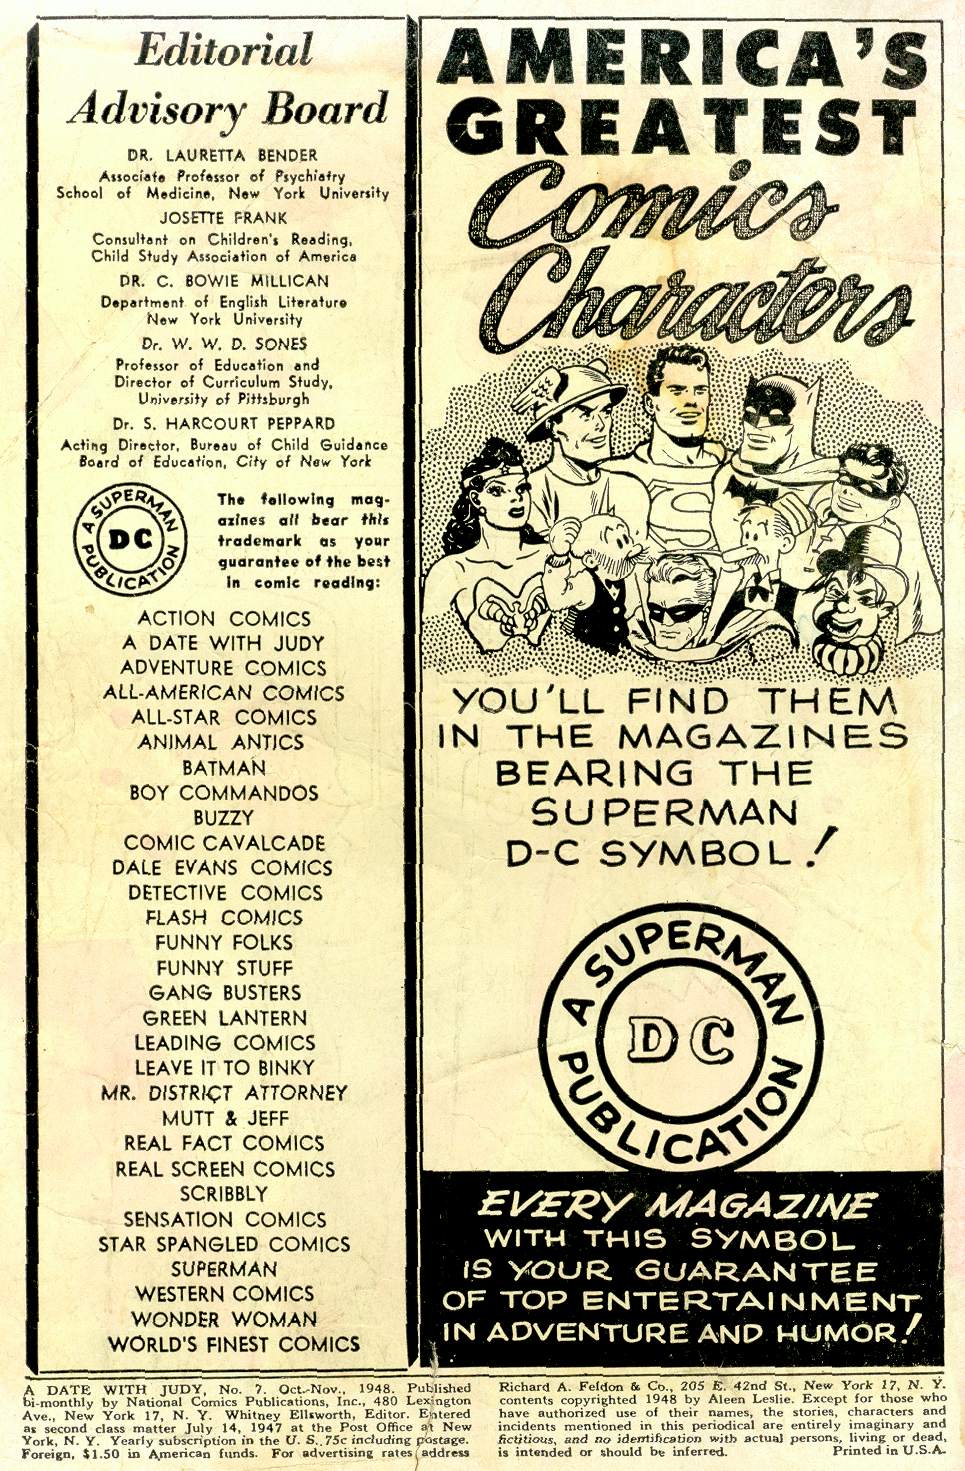 Editorial
Advisory Board
DR. LAURETTA BENDER
Associate Professor of Psychiatry
School of Medicine, New York University
JOSETTE FRANK
Consultant on Children's Reading,
Child Study Association of America
DR. C. BOWIE MILLICAN
Department of English Literature
New York University
Dr. W. W. D. SONES
Professor of Education and
Director of Curriculum Study,
University of Pittsburgh
Dr. S. HARCOURT PEPPARD
Acting Director, Bureau of Child Guidance
Board of Education, City of New York
A SUPERMAN
DC
PUBLICATION
The following mag-
azines all bear this
trademark as your
guarantee of the best
in comic reading:
ACTION COMICS
A DATE WITH JUDY
ADVENTURE COMICS
ALL-AMERICAN COMICS
ALL-STAR COMICS
ANIMAL ANTICS
BATMAN
BOY COMMANDOS
BUZZY
COMIC CAVALCADE
DALE EVANS COMICS
DETECTIVE COMICS
FLASH COMICS
FUNNY FOLKS
FUNNY STUFF
GANG BUSTERS
GREEN LANTERN
LEADING COMICS
LEAVE IT TO BINKY
MR. DISTRICT ATTORNEY
MUTT & JEFF
REAL FACT COMICS
REAL SCREEN COMICS
SCRIBBLY
SENSATION COMICS
STAR SPANGLED COMICS
SUPERMAN
WESTERN COMICS
WONDER WOMAN
WORLD'S FINEST COMICS
AMERICA'S
GREATEST
Comics
Characters
S
YOU'LL FIND THEM
IN THE MAGAZINES
BEARING THE
SUPERMAN
D-C SYMBOL!
A SUPERMAN
DC
PUBLICATION
EVERY MAGAZINE
WITH THIS SYMBOL
IS YOUR GUARANTEE
OF TOP ENTERTAINMENT
IN ADVENTURE AND HUMOR!
A DATE WITH JUDY, No. 7. Oct.-Nov., 1948. Published
bi-monthly by National Comics Publications, Inc., 480 Lexington
Ave., New York 17, N. Y. Whitney Ellsworth, Editor. Entered
as second class matter July 14, 1947 at the Post Office at New
York, N. Y. Yearly subscription in the U. S. 75c including postage.
Foreign, $1.50 in American funds. For advertising rates address
Richard A. Feldon & Co., 205 E. 42nd St., New York 17, N. Y.
contents copyrighted 1948 by Aleen Leslie. Except for those who
have authorized use of their names, the stories, characters and
incidents mentioned in this periodical are entirely imaginary and
fictitious, and no identification with actual persons, living or dead,
is intended or should be inferred. Printed in U.S.A.